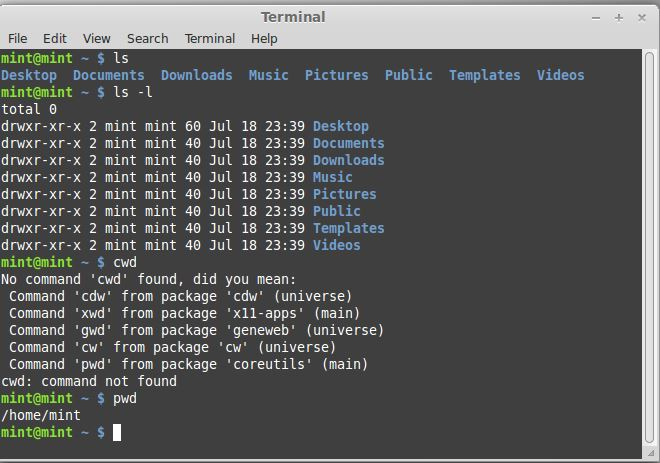 Terminal
File Edit View Search Terminal Help
mint@mint ~ $ ls
Desktop Documents Downloads Music Pictures Public Templates Videos
mint@mint ~ $ ls -l
total 0
drwxr-xr-x 2 mint mint 60 Jul 18 23:39 Desktop
drwxr-xr-x 2 mint mint 40 Jul 18 23:39 Documents
drwxr-xr-x 2 mint mint 40 Jul 18 23:39 Downloads
drwxr-xr-x 2 mint mint 40 Jul 18 23:39 Music
drwxr-xr-x 2 mint mint 40 Jul 18 23:39 Pictures
drwxr-xr-x 2 mint mint 40 Jul 18 23:39 Public
drwxr-xr-x 2 mint mint 40 Jul 18 23:39 Templates
drwxr-xr-x 2 mint mint 40 Jul 18 23:39 Videos
mint@mint ~ $ cwd
No command 'cwd' found, did you mean:
 Command 'cdw' from package 'cdw' (universe)
 Command 'xwd' from package 'x11-apps' (main)
 Command 'gwd' from package 'geneweb' (universe)
 Command 'cw' from package 'cw' (universe)
 Command 'pwd' from package 'coreutils' (main)
cwd: command not found
mint@mint ~ $ pwd
/home/mint
mint@mint ~ $